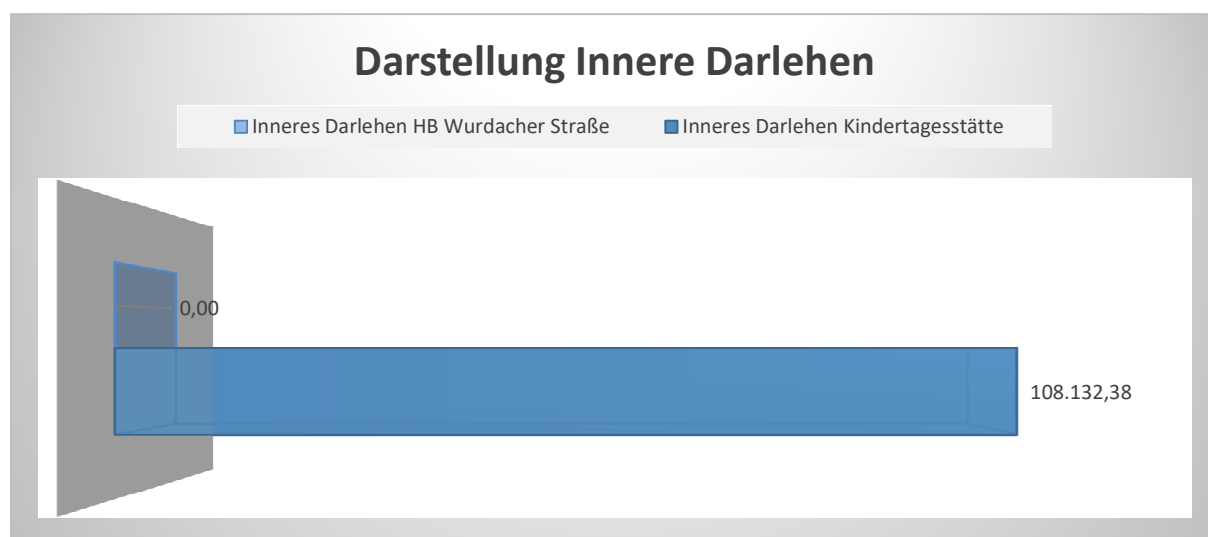 Darstellung Innere Darlehen
Inneres Darlehen HB Wurdacher Straße Inneres Darlehen Kindertagesstätte
0,00
108.132,38